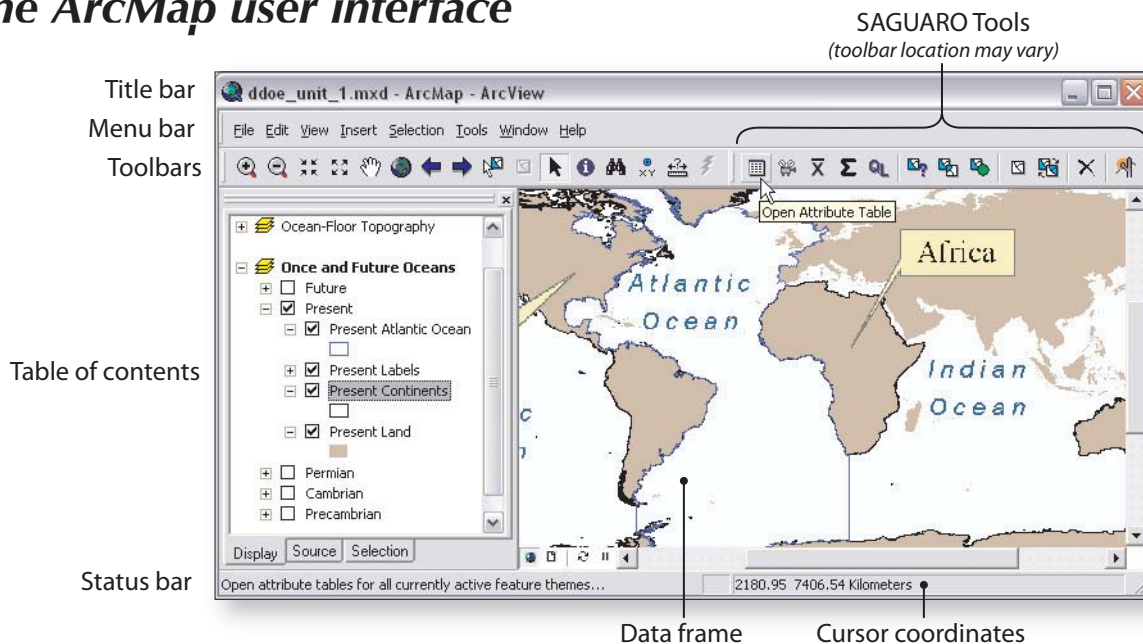 he ArcMap user interface
SAGUARO Tools
(toolbar location may vary)
Title bar
ddoe_unit_1.mxd - ArcMap - ArcView
Menu bar
File Edit View Insert Selection Tools Window Help
Toolbars
XY
?
X Σ QL
?
Open Attribute Table
Ocean-Floor Topography
Once and Future Oceans
Future
Present
Present Atlantic Ocean
Present Labels
Present Continents
Present Land
Permian
Cambrian
Precambrian
Display Source Selection
Table of contents
Atlantic
Ocean
Africa
Indian
Ocean
c
Status bar
Open attribute tables for all currently active feature themes...
2180.95 7406.54 Kilometers
Data frame
Cursor coordinates